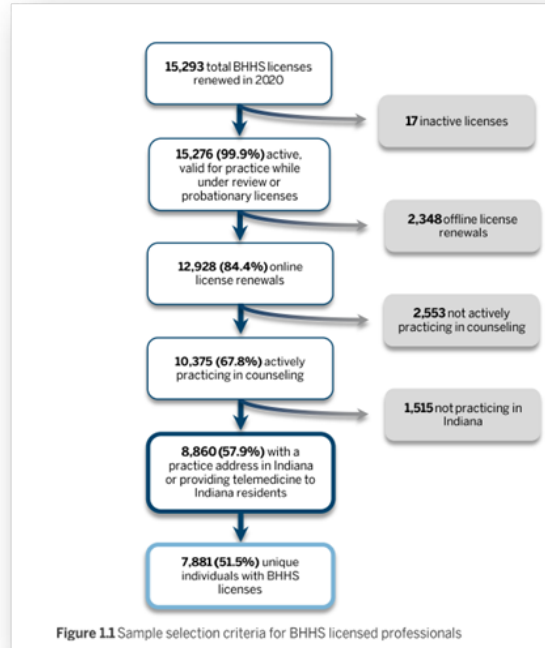 15,293 total BHHS licenses
renewed in 2020
17 inactive licenses
15,276 (99.9%) active,
valid for practice while
under review or
probationary licenses
2,348 offline license
renewals
12,928 (84.4%) online
license renewals
2,553 not actively
practicing in counseling
10,375 (67.8%) actively
practicing in counseling
1,515 not practicing in
Indiana
8,860 (57.9%) with a
practice address in Indiana
or providing telemedicine to
Indiana residents
7,881 (51.5%) unique
individuals with BHHS
licenses
Figure 1.1 Sample selection criteria for BHHS licensed professionals